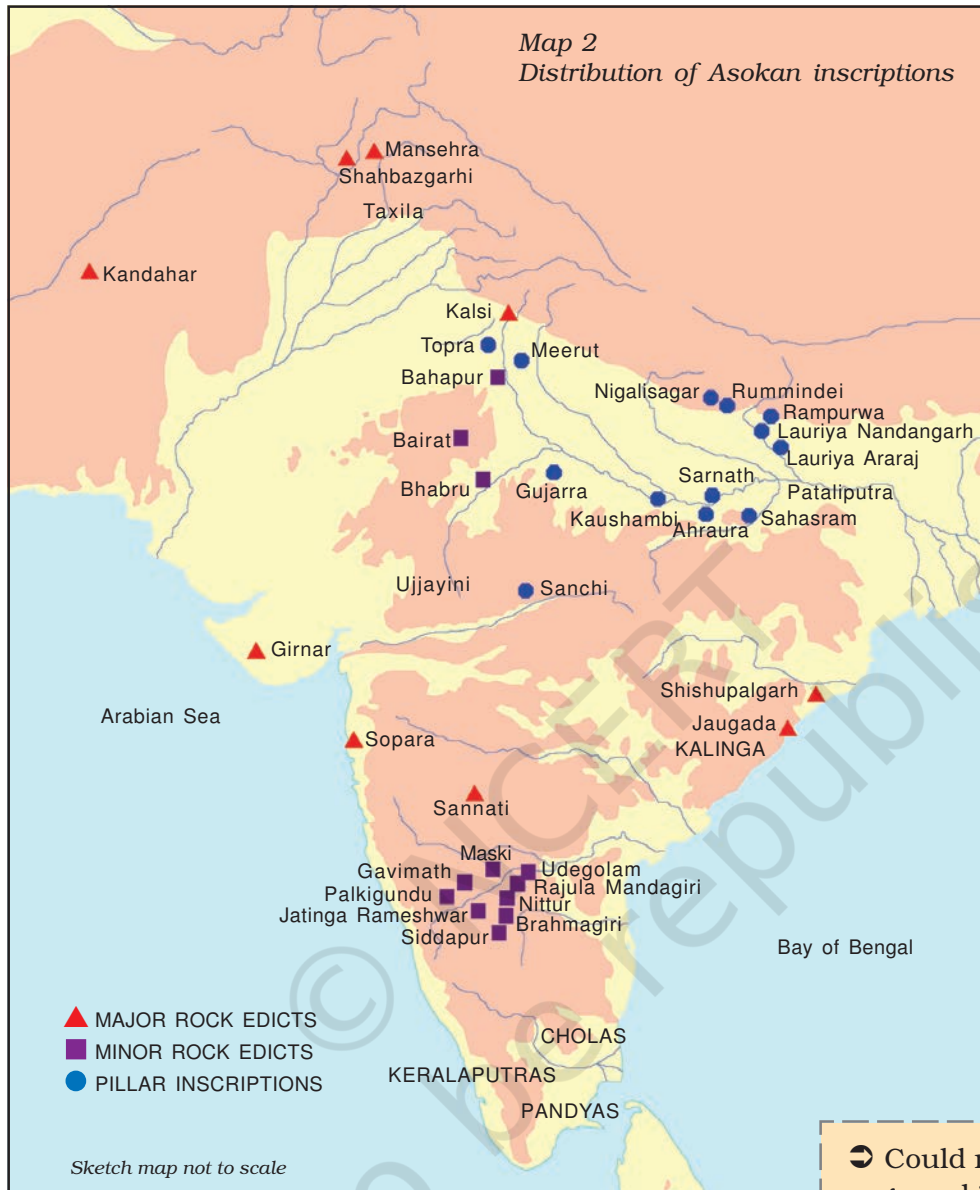 Map 2
Distribution of Asokan inscriptions
Mansehra
Shahbazgarhi
Taxila
Kandahar
Kalsi
Topra
Meerut
Bahapur
Nigalisagar
Rummindei
Rampurwa
Bairat
Lauriya Nandangarh
Lauriya Araraj
Bhabru
Gujarra
Sarnath
Pataliputra
Kaushambi
Ahraura
Sahasram
Ujjayini
Sanchi
Girnar
Shishupalgarh
Arabian Sea
Jaugada
Sopara
KALINGA
Sannati
Maski
Gavimath
Udegolam
Palkigundu
Rajula Mandagiri
Nittur
Jatinga Rameshwar
Brahmagiri
Siddapur
Bay of Bengal
MAJOR ROCK EDICTS
MINOR ROCK EDICTS
PILLAR INSCRIPTIONS
CHOLAS
KERALAPUTRAS
PANDYAS
Sketch map not to scale
➲ Could
© NCERT
be republis